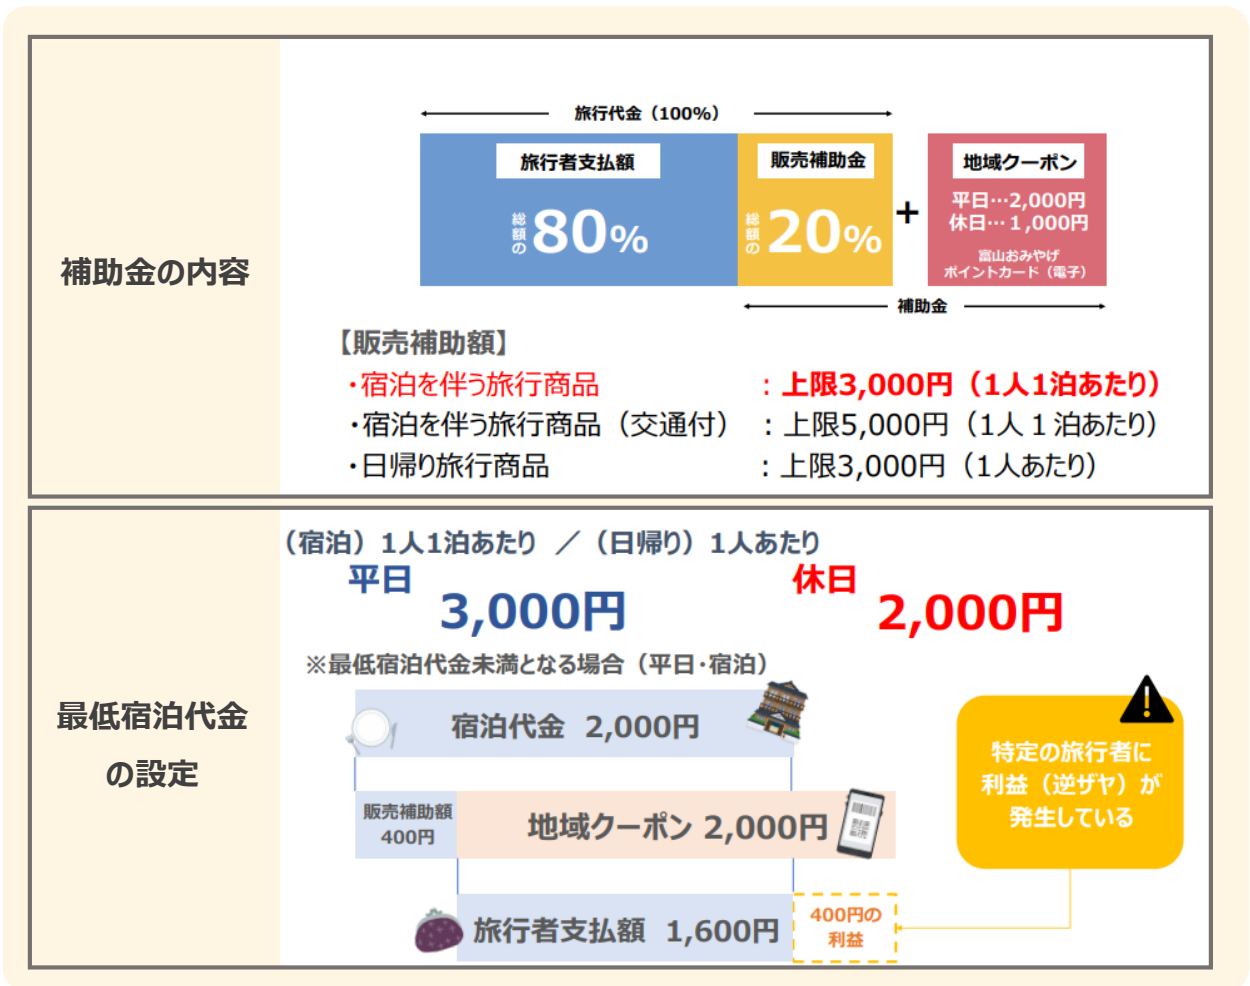 補助金の内容
旅行代金（100%）
旅行者支払額
総額の80%
販売補助金
総額の20%
+
地域クーポン
平日…2,000円
休日…１,000円
富山おみやげ
ポイントカード（電子）
補助金
【販売補助額】
・宿泊を伴う旅行商品 ：上限3,000円（1人1泊あたり）
・宿泊を伴う旅行商品（交通付） ：上限5,000円（1人１泊あたり）
・日帰り旅行商品 ：上限3,000円（1人あたり）
最低宿泊代金
の設定
（宿泊）1人1泊あたり ／（日帰り）1人あたり
平日
3,000円
休日
2,000円
※最低宿泊代金未満となる場合（平日・宿泊）
宿泊代金 2,000円
販売補助額
400円
地域クーポン 2,000円
旅行者支払額 1,600円
400円の
利益
特定の旅行者に
利益（逆ザヤ）が
発生している